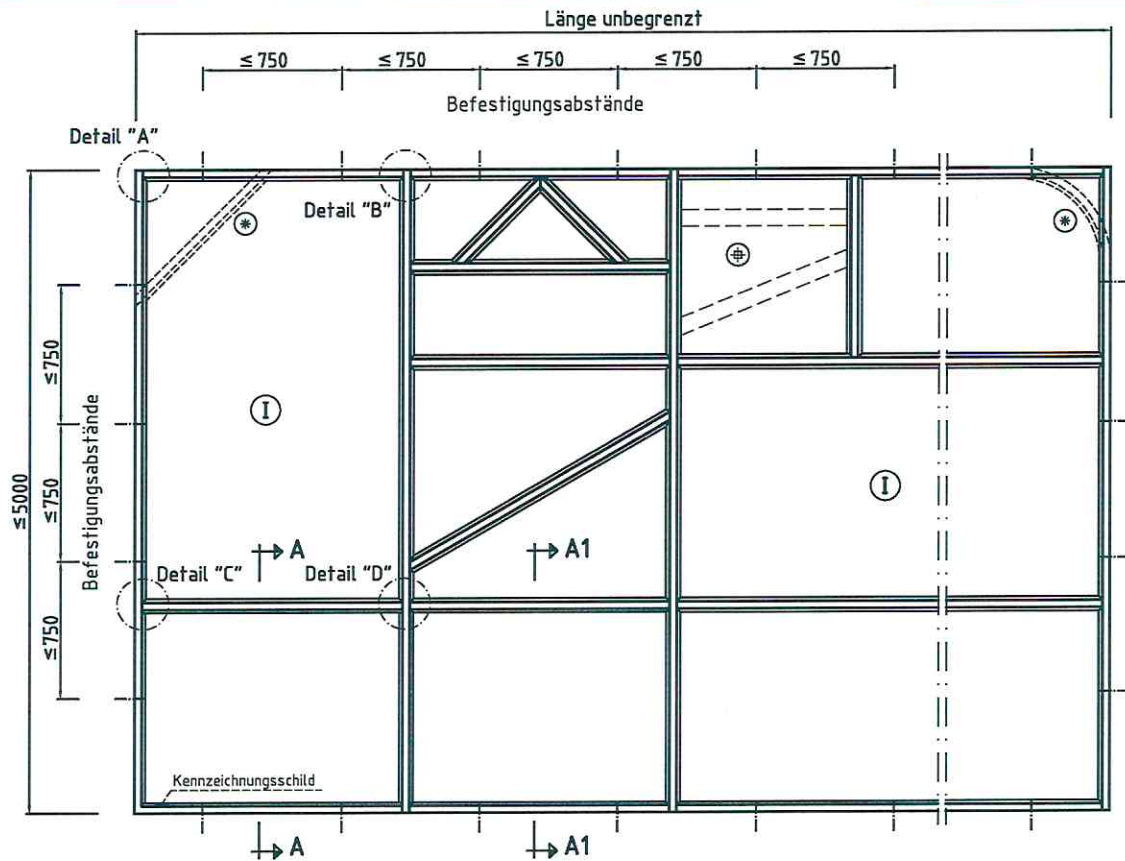 Länge unbegrenzt
≤ 750 ≤ 750 ≤ 750 ≤ 750 ≤ 750
Befestigungsabstände
Detail "A"
Detail "B"
I
I
≤750
≤750
≤750
Befestigungsabstände
≤5000
A
A1
Detail "C"
Detail "D"
Kennzeichnungsschild
A
A1